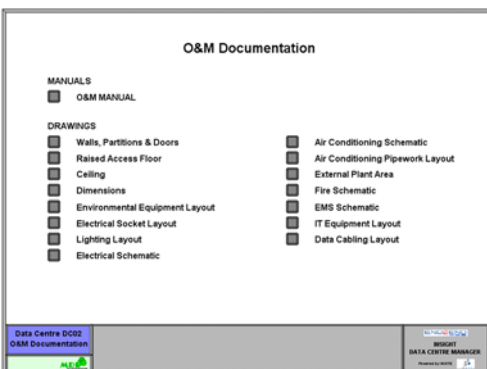 O&M Documentation
MANUALS
O&M MANUAL
DRAWINGS
Walls, Partitions & Doors
Raised Access Floor
Ceiling
Dimensions
Environmental Equipment Layout
Electrical Socket Layout
Lighting Layout
Electrical Schematic
Air Conditioning Schematic
Air Conditioning Pipework Layout
External Plant Area
Fire Schematic
EMS Schematic
IT Equipment Layout
Data Cabling Layout
Data Centre DC02
O&M Documentation
INSIGHT
DATA CENTRE MANAGER